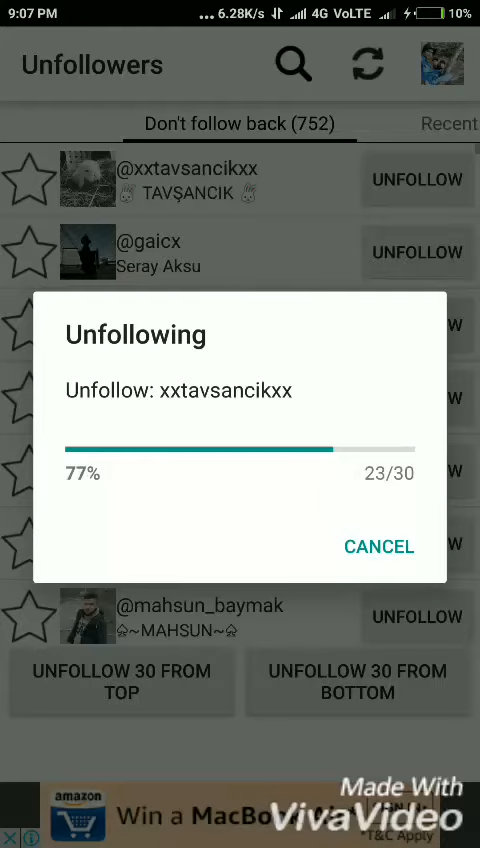 9:07 PM
... 6.28K/s 4G VoLTE 10%
Unfollowers
Don't follow back (752)
Recent
@xxtavsancikxx
TAVŞANCIK
UNFOLLOW
@gaicx
Seray Aksu
UNFOLLOW
W
Unfollowing
Unfollow: xxtavsancikxx
W
77%
23/30
W
CANCEL
W
@mahsun_baymak
♤~MAHSUN~♤
UNFOLLOW
UNFOLLOW 30 FROM
TOP
UNFOLLOW 30 FROM
BOTTOM
amazon
Win a MacBook
*T&C Apply
Made With
VivaVideo